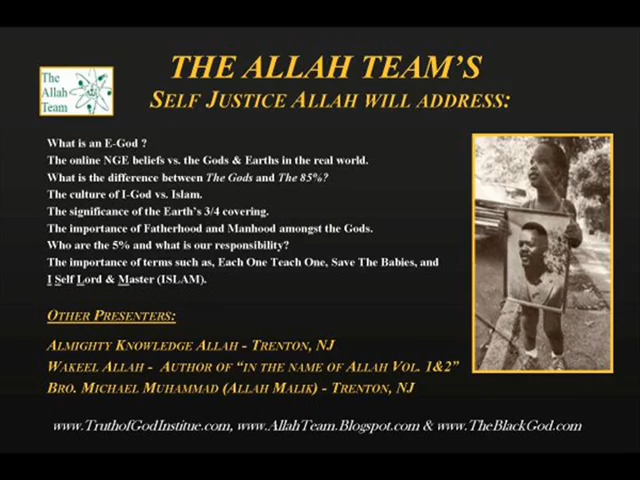 The
Allah
Team
THE ALLAH TEAM'S
SELF JUSTICE ALLAH WILL ADDRESS:
What is an E-God ?
The online NGE beliefs vs. the Gods & Earths in the real world.
What is the difference between The Gods and The 85%?
The culture of I-God vs. Islam.
The significance of the Earth's 3/4 covering.
The importance of Fatherhood and Manhood amongst the Gods.
Who are the 5% and what is our responsibility?
The importance of terms such as, Each One Teach One, Save The Babies, and
I Self Lord & Master (ISLAM).
OTHER PRESENTERS:
ALMIGHTY KNOWLEDGE ALLAH - TRENTON, NJ
WAKEEL ALLAH - AUTHOR OF "IN THE NAME OF ALLAH VOL. 1&2"
BRO. MICHAEL MUHAMMAD (ALLAH MALIK) - TRENTON, NJ
www.TruthofGodInstitue.com, www.AllahTeam.Blogspot.com & www.TheBlackGod.com